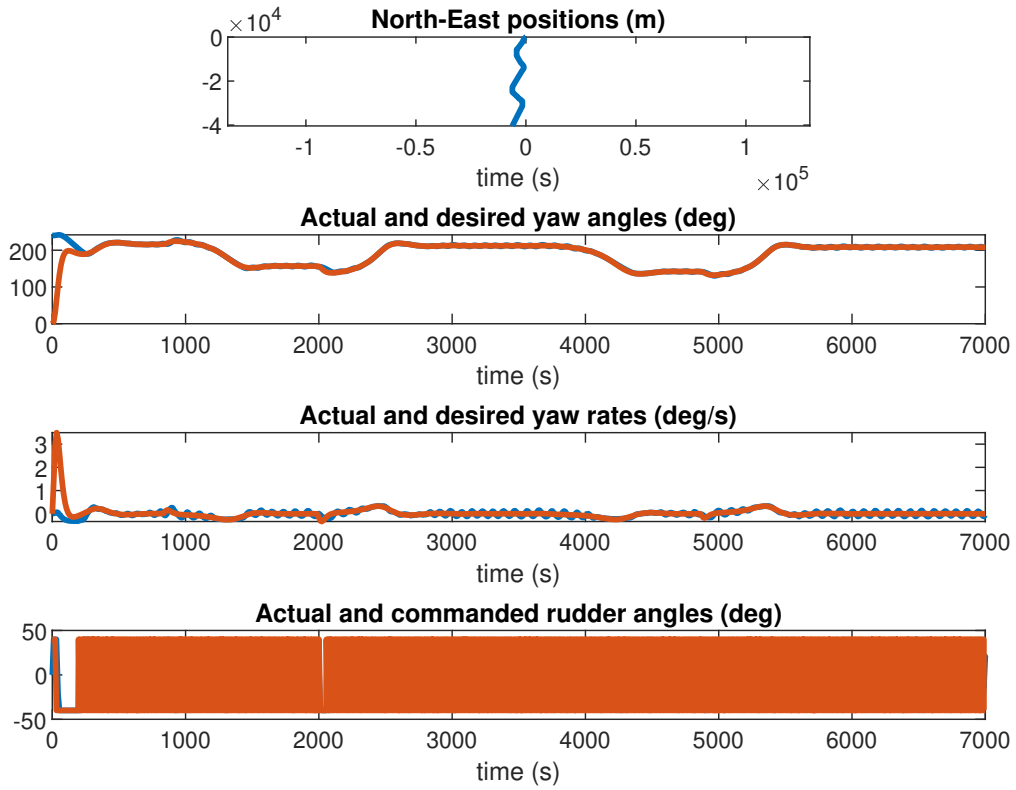 North-East positions (m)
×10^4
0
-2
-4
-1 -0.5 0 0.5 1
time (s)
×10^5
Actual and desired yaw angles (deg)
200
100
0
0 1000 2000 3000 4000 5000 6000 7000
time (s)
Actual and desired yaw rates (deg/s)
3
2
1
0
0 1000 2000 3000 4000 5000 6000 7000
time (s)
Actual and commanded rudder angles (deg)
50
0
-50
0 1000 2000 3000 4000 5000 6000 7000
time (s)